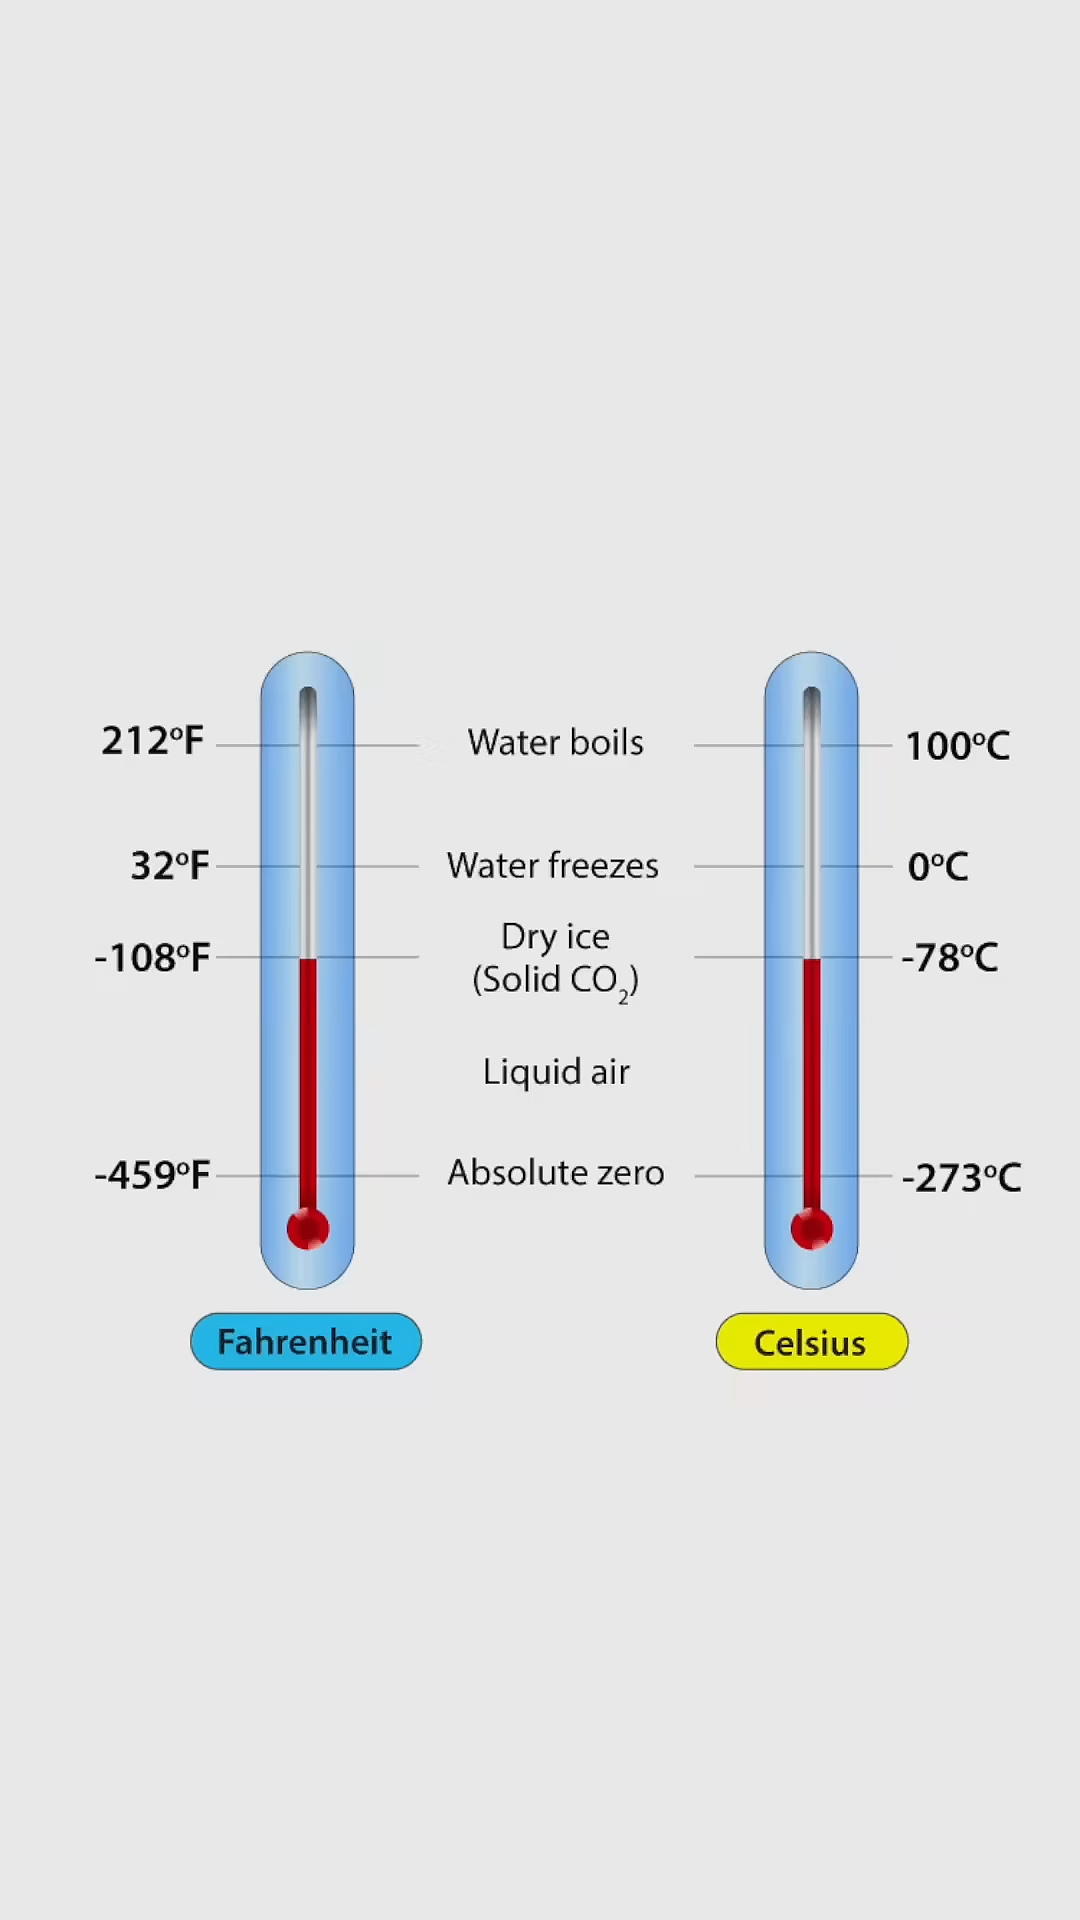 212ºF Water boils 100ºC
32ºF Water freezes 0ºC
Dry ice
-108ºF -78ºC
(Solid CO₂)
Liquid air
-459ºF Absolute zero -273ºC
Fahrenheit Celsius